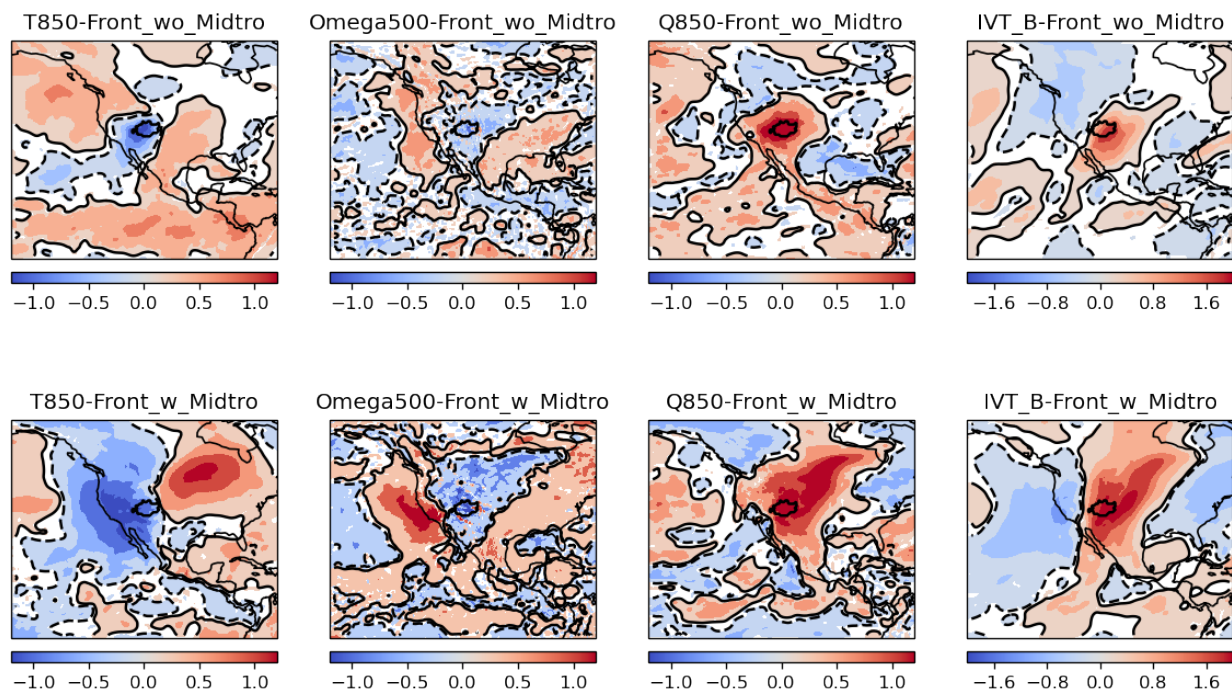 T850-Front_wo_Midtro
Omega500-Front_wo_Midtro
Q850-Front_wo_Midtro
IVT_B-Front_wo_Midtro
−1.0 −0.5 0.0 0.5 1.0
−1.0 −0.5 0.0 0.5 1.0
−1.0 −0.5 0.0 0.5 1.0
−1.6 −0.8 0.0 0.8 1.6
T850-Front_w_Midtro
Omega500-Front_w_Midtro
Q850-Front_w_Midtro
IVT_B-Front_w_Midtro
−1.0 −0.5 0.0 0.5 1.0
−1.0 −0.5 0.0 0.5 1.0
−1.0 −0.5 0.0 0.5 1.0
−1.6 −0.8 0.0 0.8 1.6